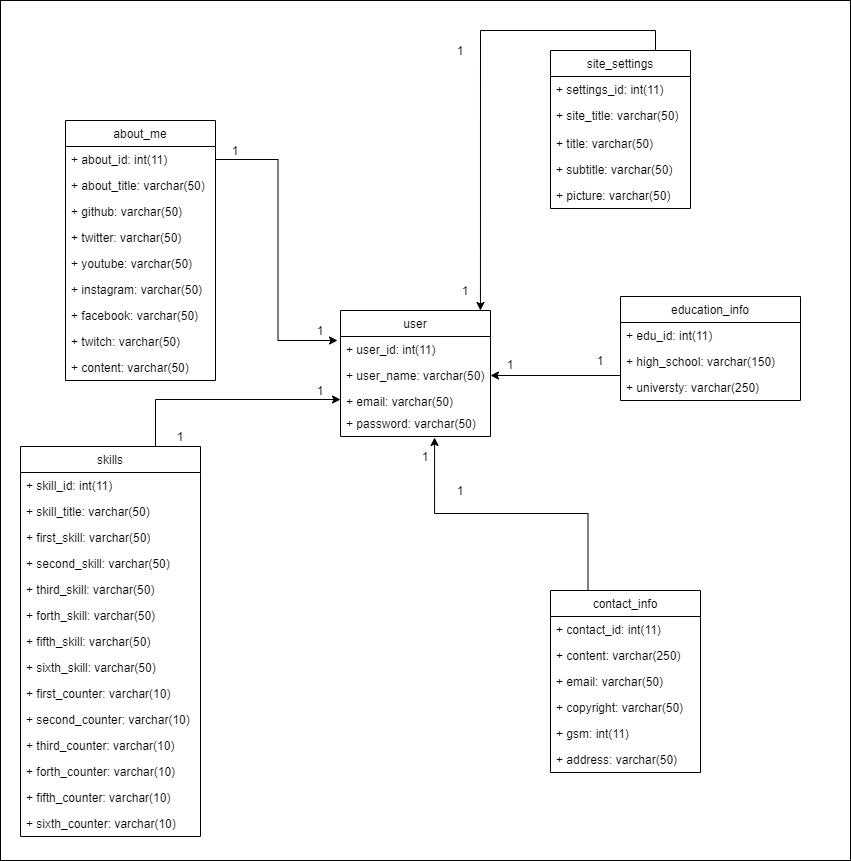 1
site_settings
+ settings_id: int(11)
+ site_title: varchar(50)
+ title: varchar(50)
+ subtitle: varchar(50)
+ picture: varchar(50)
about_me
+ about_id: int(11)
+ about_title: varchar(50)
+ github: varchar(50)
+ twitter: varchar(50)
+ youtube: varchar(50)
+ instagram: varchar(50)
+ facebook: varchar(50)
+ twitch: varchar(50)
+ content: varchar(50)
1
1
1
user
+ user_id: int(11)
+ user_name: varchar(50)
+ email: varchar(50)
+ password: varchar(50)
education_info
+ edu_id: int(11)
+ high_school: varchar(150)
+ universty: varchar(250)
1
1
1
1
skills
+ skill_id: int(11)
+ skill_title: varchar(50)
+ first_skill: varchar(50)
+ second_skill: varchar(50)
+ third_skill: varchar(50)
+ forth_skill: varchar(50)
+ fifth_skill: varchar(50)
+ sixth_skill: varchar(50)
+ first_counter: varchar(10)
+ second_counter: varchar(10)
+ third_counter: varchar(10)
+ forth_counter: varchar(10)
+ fifth_counter: varchar(10)
+ sixth_counter: varchar(10)
1
1
contact_info
+ contact_id: int(11)
+ content: varchar(250)
+ email: varchar(50)
+ copyright: varchar(50)
+ gsm: int(11)
+ address: varchar(50)